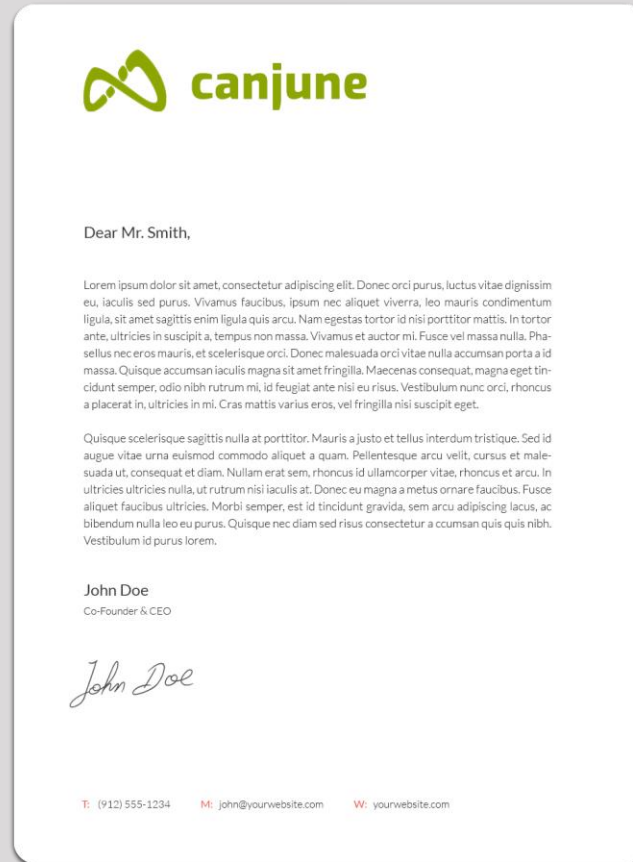 canjune
Dear Mr. Smith,
Lorem ipsum dolor sit amet, consectetur adipiscing elit. Donec orci purus, luctus vitae dignissim
eu, iaculis sed purus. Vivamus faucibus, ipsum nec aliquet viverra, leo mauris condimentum
ligula, sit amet sagittis enim ligula quis arcu. Nam egestas tortor id nisi porttitor mattis. In tortor
ante, ultricies in suscipit a, tempus non massa. Vivamus et auctor mi. Fusce vel massa nulla. Pha-
sellus nec eros mauris, et scelerisque orci. Donec malesuada orci vitae nulla accumsan porta a id
massa. Quisque accumsan iaculis magna sit amet fringilla. Maecenas consequat, magna eget tin-
cidunt semper, odio nibh rutrum mi, id feugiat ante nisi eu risus. Vestibulum nunc orci, rhoncus
a placerat in, ultricies in mi. Cras mattis varius eros, vel fringilla nisi suscipit eget.
Quisque scelerisque sagittis nulla at porttitor. Mauris a justo et tellus interdum tristique. Sed id
augue vitae urna euismod commodo aliquet a quam. Pellentesque arcu velit, cursus et male-
suada ut, consequat et diam. Nullam erat sem, rhoncus id ullamcorper vitae, rhoncus et arcu. In
ultricies ultricies nulla, ut rutrum nisi iaculis at. Donec eu magna a metus ornare faucibus. Fusce
aliquet faucibus ultricies. Morbi semper, est id tincidunt gravida, sem arcu adipiscing lacus, ac
bibendum nulla leo eu purus. Quisque nec diam sed risus consectetur a ccumsan quis quis nibh.
Vestibulum id purus lorem.
John Doe
Co-Founder & CEO
John Doe
T: (912) 555-1234 M: john@yourwebsite.com W: yourwebsite.com